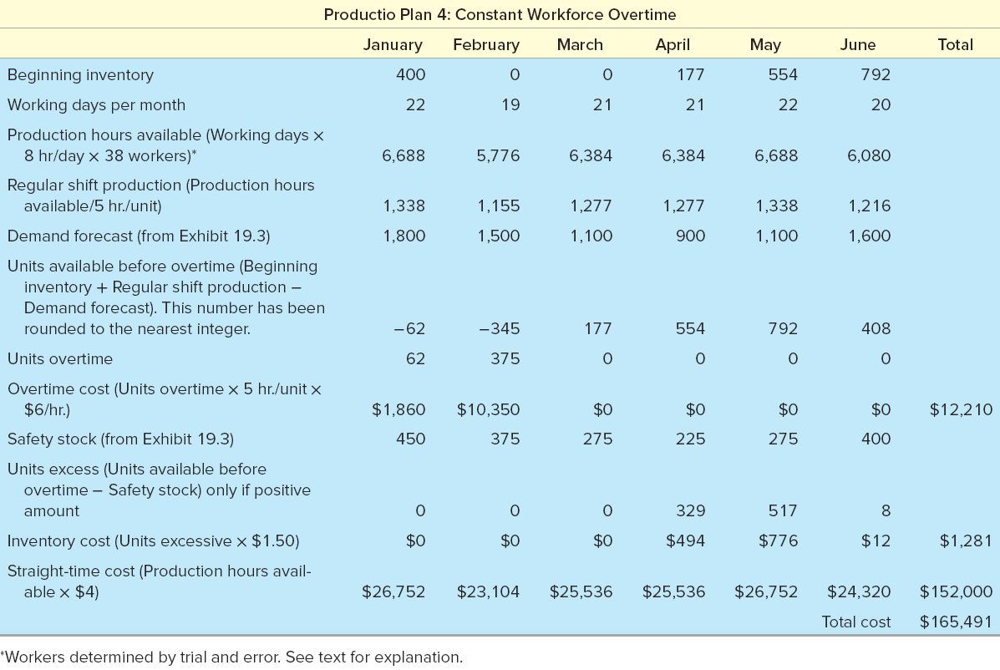 Productio Plan 4: Constant Workforce Overtime
January February March April May June Total
Beginning inventory 400 0 0 177 554 792
Working days per month 22 19 21 21 22 20
Production hours available (Working days ×
8 hr/day × 38 workers)* 6,688 5,776 6,384 6,384 6,688 6,080
Regular shift production (Production hours
available/5 hr./unit) 1,338 1,155 1,277 1,277 1,338 1,216
Demand forecast (from Exhibit 19.3) 1,800 1,500 1,100 900 1,100 1,600
Units available before overtime (Beginning
inventory + Regular shift production –
Demand forecast). This number has been
rounded to the nearest integer. −62 −345 177 554 792 408
Units overtime 62 375 0 0 0 0
Overtime cost (Units overtime × 5 hr./unit ×
$6/hr.) $1,860 $10,350 $0 $0 $0 $0 $12,210
Safety stock (from Exhibit 19.3) 450 375 275 225 275 400
Units excess (Units available before
overtime – Safety stock) only if positive
amount 0 0 0 329 517 8
Inventory cost (Units excessive × $1.50) $0 $0 $0 $494 $776 $12 $1,281
Straight-time cost (Production hours avail-
able × $4) $26,752 $23,104 $25,536 $25,536 $26,752 $24,320 $152,000
Total cost $165,491
*Workers determined by trial and error. See text for explanation.